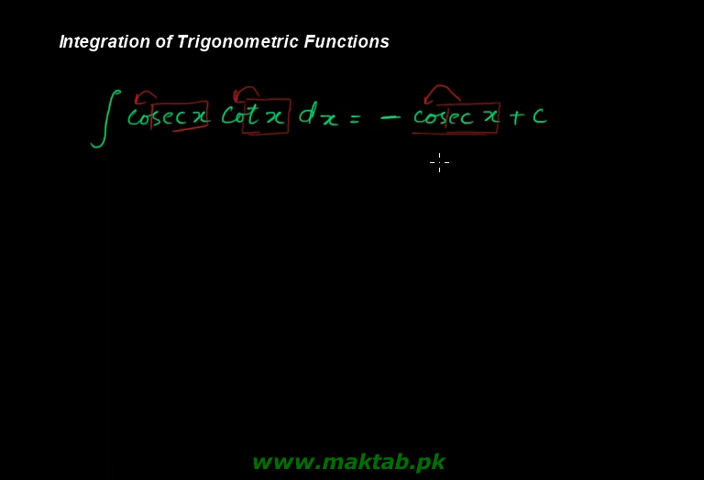 Integration of Trigonometric Functions
∫ cosec x cot x dx = - cosec x + c
www.maktab.pk